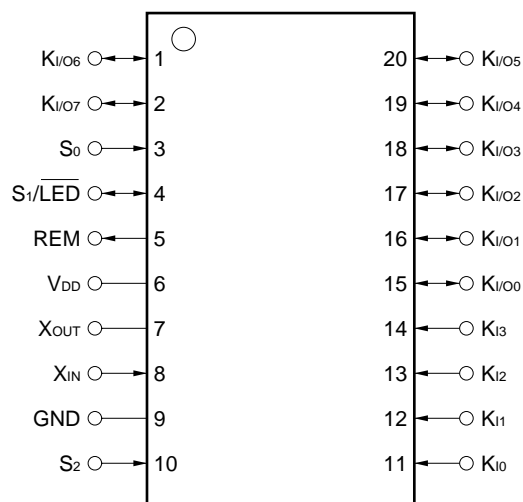 KI/O6 1 20 KI/O5
KI/O7 2 19 KI/O4
S0 3 18 KI/O3
S1/LED 4 17 KI/O2
REM 5 16 KI/O1
VDD 6 15 KI/O0
XOUT 7 14 KI3
XIN 8 13 KI2
GND 9 12 KI1
S2 10 11 KI0